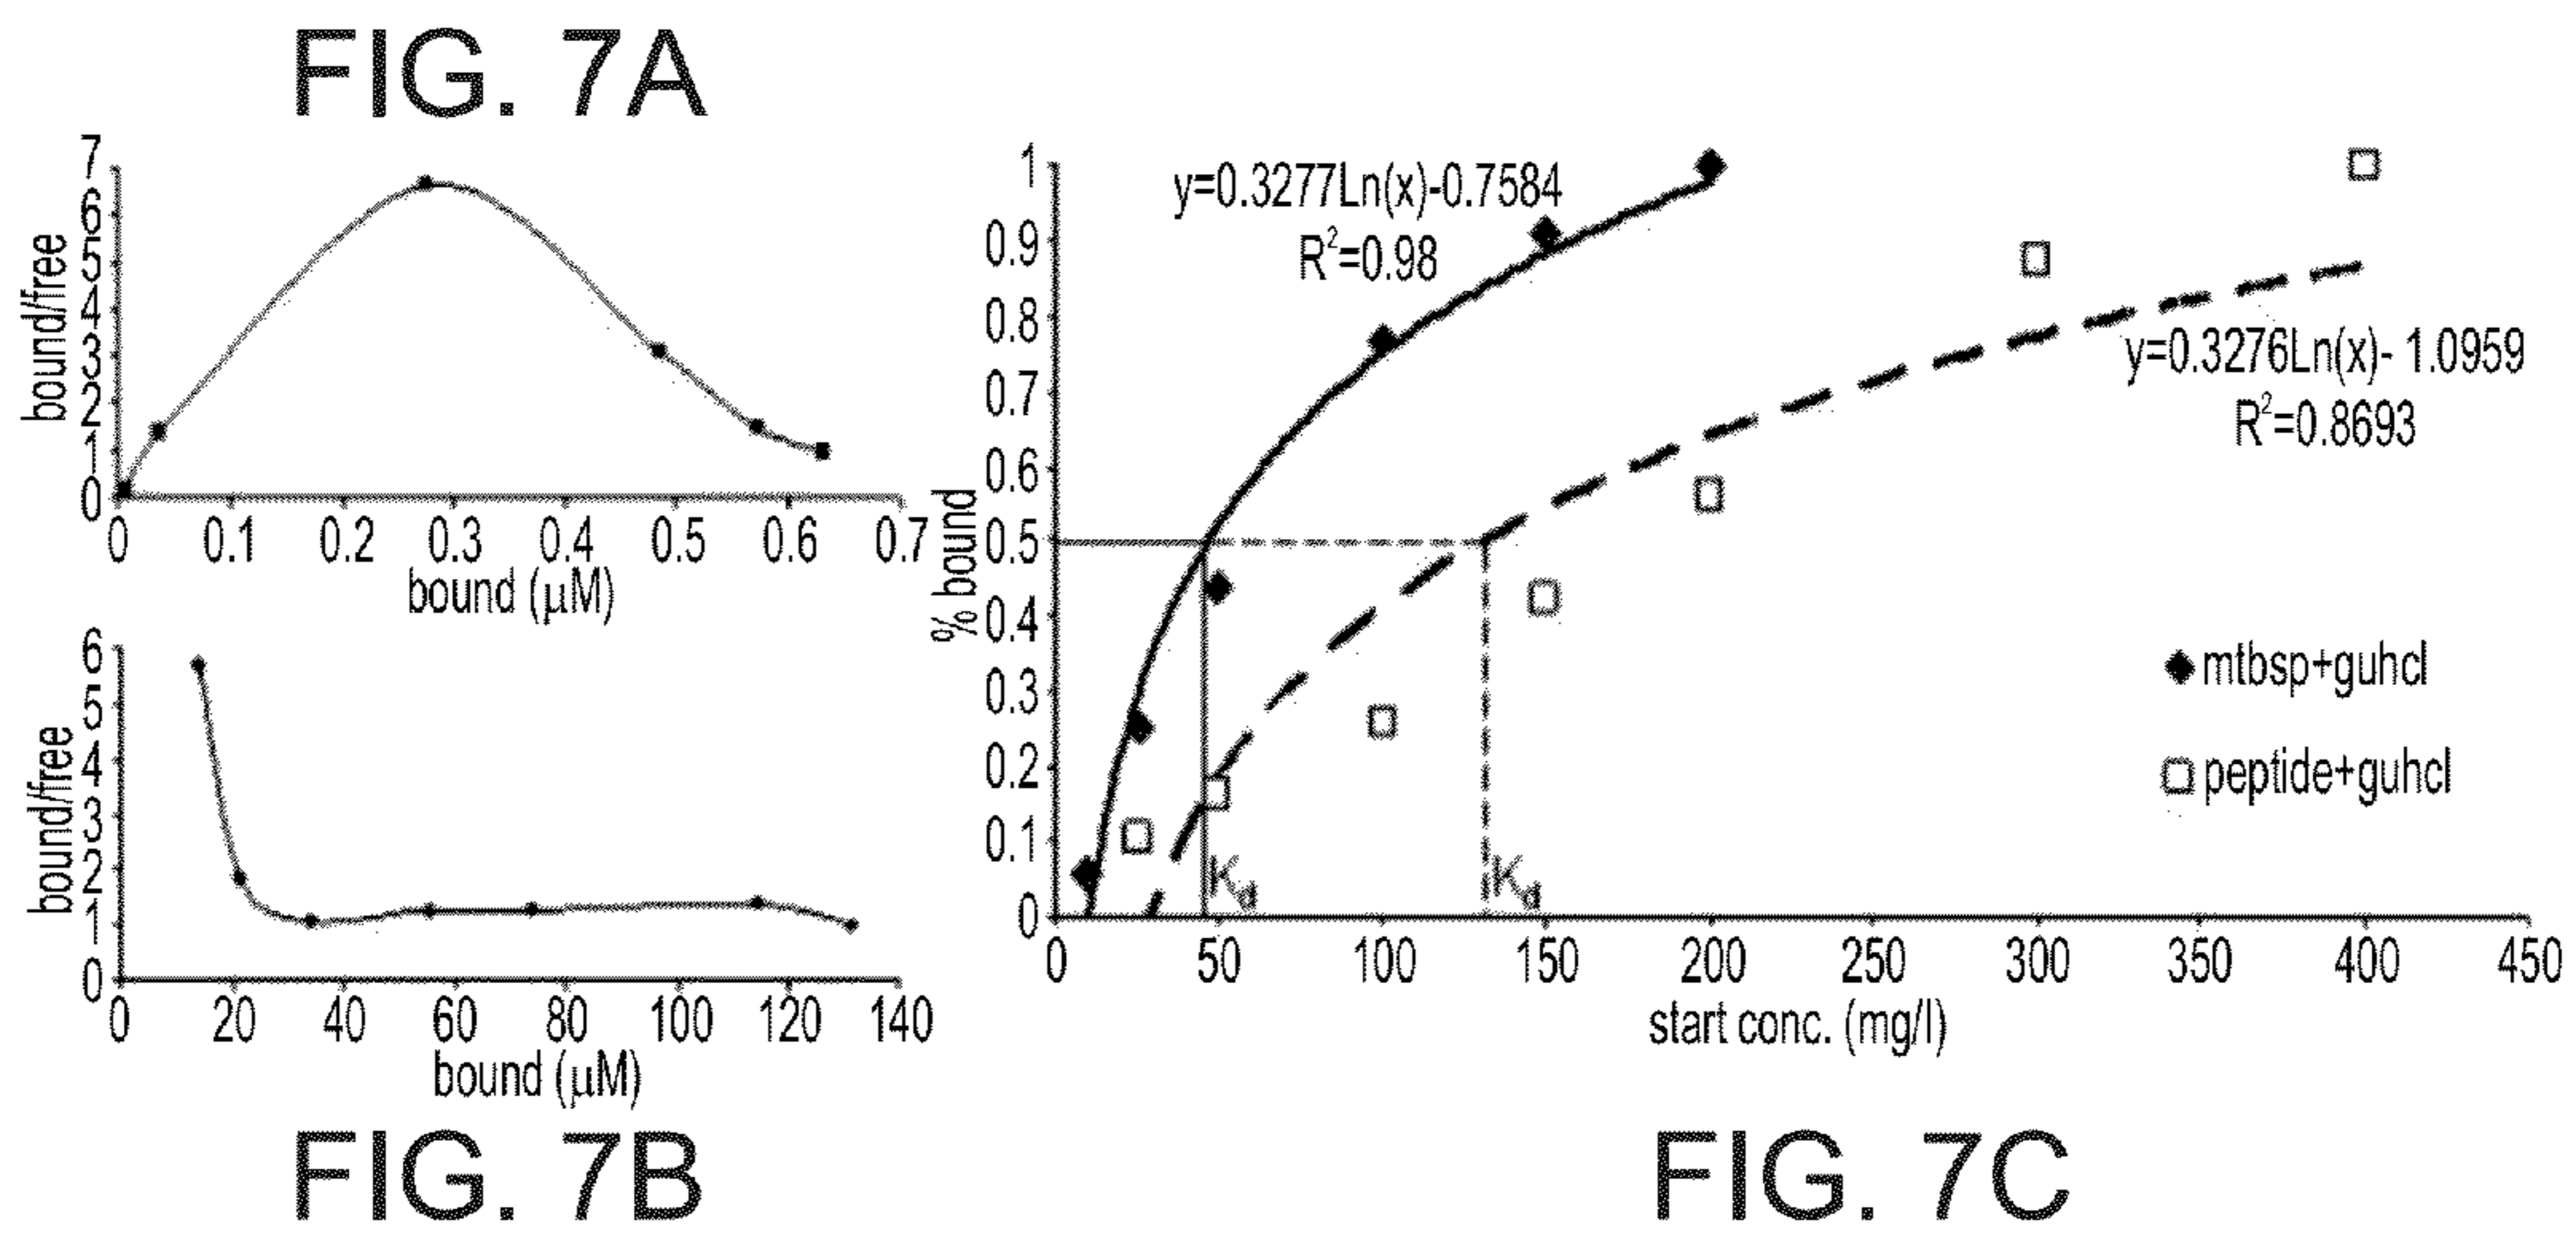 FIG. 7A
7
6
5
4
3
2
1
0
bound/free
0 0.1 0.2 0.3 0.4 0.5 0.6 0.7
bound (μM)
6
5
4
3
2
1
0
bound/free
0 20 40 60 80 100 120 140
bound (μM)
FIG. 7B
1
0.9
0.8
0.7
0.6
0.5
0.4
0.3
0.2
0.1
0
% bound
y=0.3277Ln(x)-0.7584
R²=0.98
y=0.3276Ln(x)- 1.0959
R²=0.8693
mtbsp+guhcl
peptide+guhcl
Kd Kd
0 50 100 150 200 250 300 350 400 450
start conc. (mg/l)
FIG. 7C